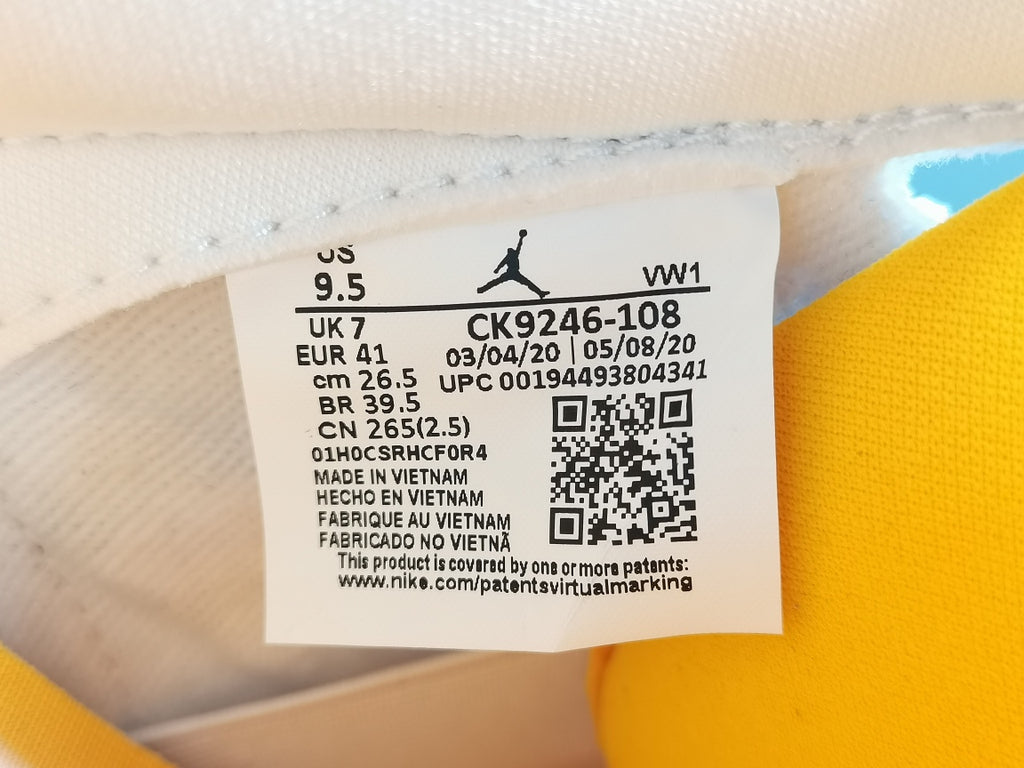 US
9.5
VW1
UK 7
CK9246-108
EUR 41
03/04/20 | 05/08/20
cm 26.5
UPC 00194493804341
BR 39.5
CN 265(2.5)
01H0CSRHCF0R4
MADE IN VIETNAM
HECHO EN VIETNAM
FABRIQUE AU VIETNAM
FABRICADO NO VIETNÃ
This product is covered by one or more patents:
www.nike.com/patentsvirtualmarking